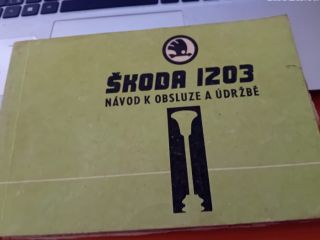 ŠKODA 1203
NÁVOD K OBSLUZE A ÚDRŽBĚ